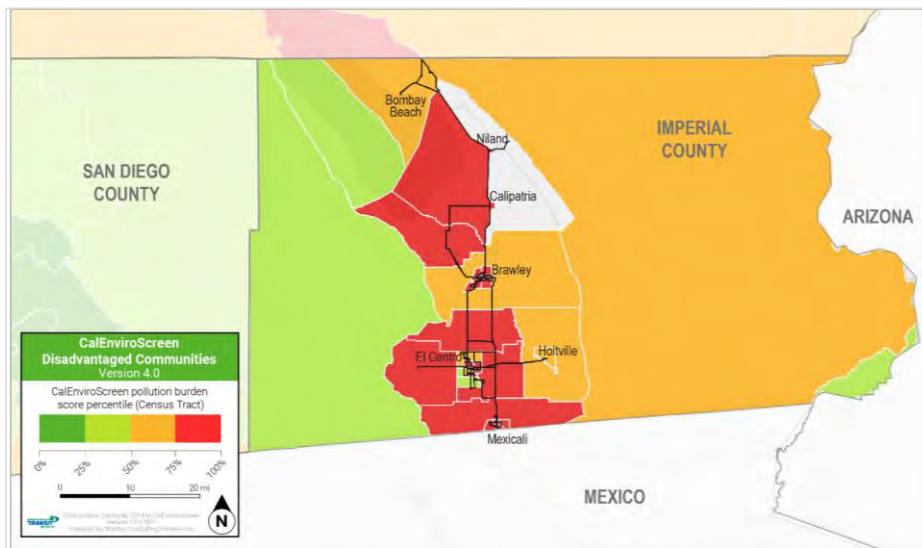 Bombay
Beach
Niland
IMPERIAL
COUNTY
SAN DIEGO
COUNTY
Calipatria
ARIZONA
Brawley
El Centro
Holtville
Mexicali
MEXICO
CalEnviroScreen
Disadvantaged Communities
Version 4.0
CalEnviroScreen pollution burden
score percentile (Census Tract)
0% 25% 50% 75% 100%
0 10 20 mi
N
TRANSIT